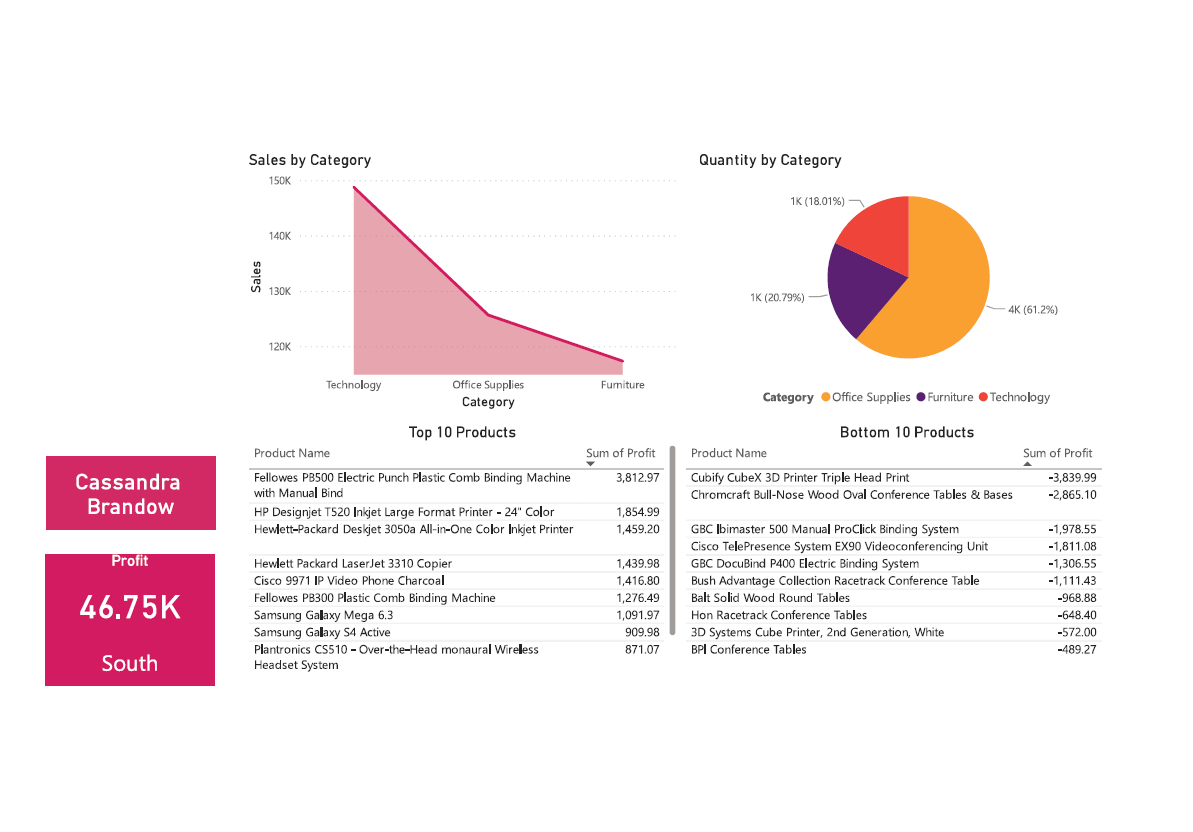 Sales by Category
150K
140K
130K
120K
Sales
Technology
Office Supplies
Furniture
Category
Quantity by Category
1K (18.01%)
1K (20.79%)
4K (61.2%)
Category Office Supplies Furniture Technology
Cassandra
Brandow
Profit
46.75K
South
Top 10 Products
Product Name Sum of Profit
Fellowes PB500 Electric Punch Plastic Comb Binding Machine 3,812.97
with Manual Bind
HP Designjet T520 Inkjet Large Format Printer - 24" Color 1,854.99
Hewlett-Packard Deskjet 3050a All-in-One Color Inkjet Printer 1,459.20
Hewlett Packard LaserJet 3310 Copier 1,439.98
Cisco 9971 IP Video Phone Charcoal 1,416.80
Fellowes PB300 Plastic Comb Binding Machine 1,276.49
Samsung Galaxy Mega 6.3 1,091.97
Samsung Galaxy S4 Active 909.98
Plantronics CS510 - Over-the-Head monaural Wireless 871.07
Headset System
Bottom 10 Products
Product Name Sum of Profit
Cubify CubeX 3D Printer Triple Head Print -3,839.99
Chromcraft Bull-Nose Wood Oval Conference Tables & Bases -2,865.10
GBC Ibimaster 500 Manual ProClick Binding System -1,978.55
Cisco TelePresence System EX90 Videoconferencing Unit -1,811.08
GBC DocuBind P400 Electric Binding System -1,306.55
Bush Advantage Collection Racetrack Conference Table -1,111.43
Balt Solid Wood Round Tables -968.88
Hon Racetrack Conference Tables -648.40
3D Systems Cube Printer, 2nd Generation, White -572.00
BPI Conference Tables -489.27